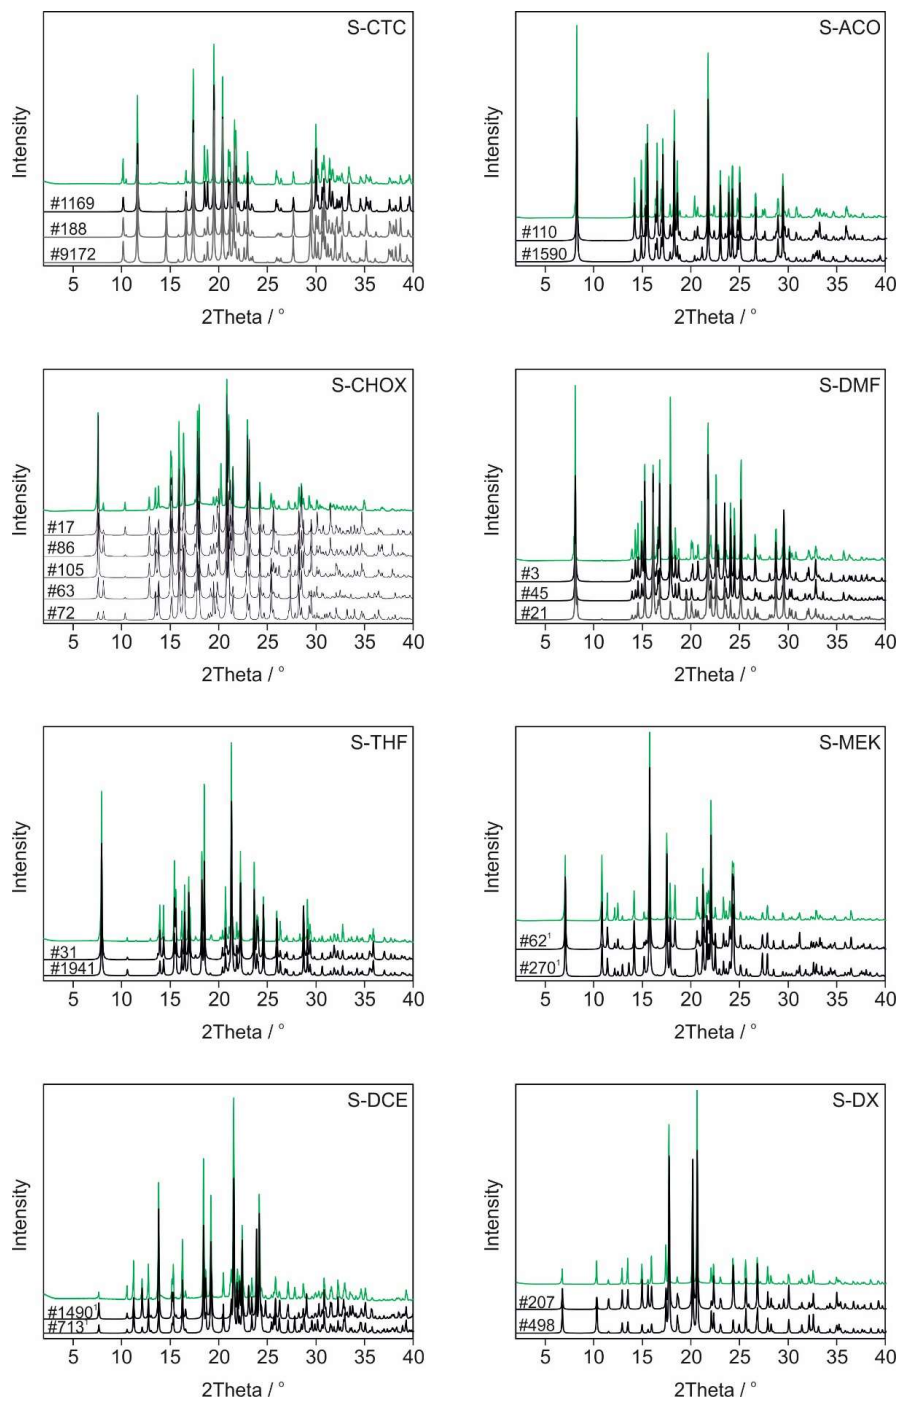 S-CTC
Intensity
#1169
#188
#9172
5 10 15 20 25 30 35 40
2Theta / °
S-ACO
Intensity
#110
#1590
5 10 15 20 25 30 35 40
2Theta / °
S-CHOX
Intensity
#17
#86
#105
#63
#72
5 10 15 20 25 30 35 40
2Theta / °
S-DMF
Intensity
#3
#45
#21
5 10 15 20 25 30 35 40
2Theta / °
S-THF
Intensity
#31
#1941
5 10 15 20 25 30 35 40
2Theta / °
S-MEK
Intensity
#62¹
#270¹
5 10 15 20 25 30 35 40
2Theta / °
S-DCE
Intensity
#1490¹
#713¹
5 10 15 20 25 30 35 40
2Theta / °
S-DX
Intensity
#207
#498
5 10 15 20 25 30 35 40
2Theta / °